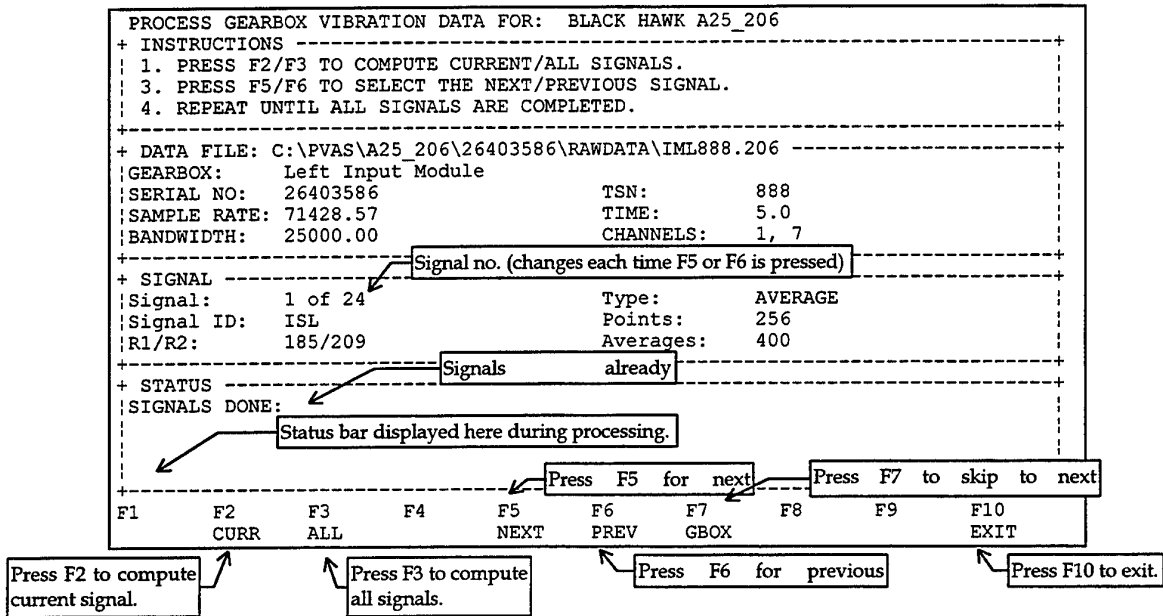 PROCESS GEARBOX VIBRATION DATA FOR: BLACK HAWK A25_206
INSTRUCTIONS
1. PRESS F2/F3 TO COMPUTE CURRENT/ALL SIGNALS.
3. PRESS F5/F6 TO SELECT THE NEXT/PREVIOUS SIGNAL.
4. REPEAT UNTIL ALL SIGNALS ARE COMPLETED.
DATA FILE: C:\PVAS\A25_206\26403586\RAWDATA\IML888.206
GEARBOX: Left Input Module
SERIAL NO: 26403586 TSN: 888
SAMPLE RATE: 71428.57 TIME: 5.0
BANDWIDTH: 25000.00 CHANNELS: 1, 7
Signal no. (changes each time F5 or F6 is pressed)
SIGNAL
Signal: 1 of 24 Type: AVERAGE
Signal ID: ISL Points: 256
R1/R2: 185/209 Averages: 400
Signals already
STATUS
SIGNALS DONE:
Status bar displayed here during processing.
Press F5 for next
Press F7 to skip to next
F1 F2 F3 F4 F5 F6 F7 F8 F9 F10
CURR ALL NEXT PREV GBOX EXIT
Press F2 to compute
current signal.
Press F3 to compute
all signals.
Press F6 for previous
Press F10 to exit.